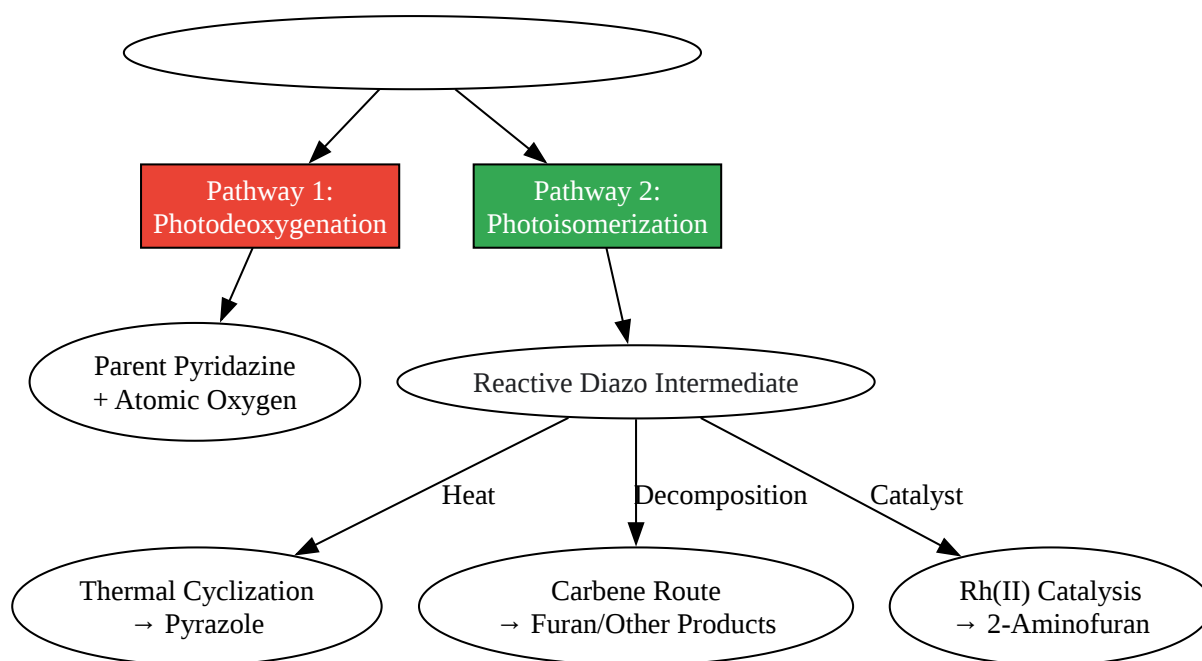 Pathway 1:
Photodeoxygenation
Pathway 2:
Photoisomerization
Parent Pyridazine
+ Atomic Oxygen
Reactive Diazo Intermediate
Heat
Decomposition
Catalyst
Thermal Cyclization
→ Pyrazole
Carbene Route
→ Furan/Other Products
Rh(II) Catalysis
→ 2-Aminofuran